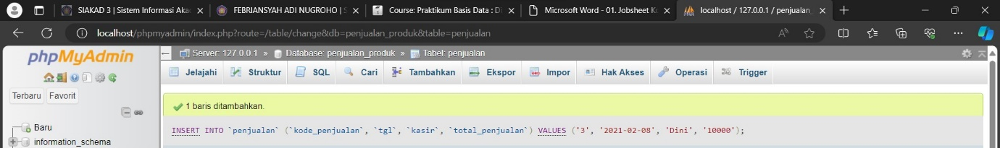 SIAKAD 3 | Sistem Informasi Aka
FEBRIANSYAH ADI NUGROHO | S
Course: Praktikum Basis Data : D
Microsoft Word - 01. Jobsheet K
localhost / 127.0.0.1 / penjualan_
localhost/phpmyadmin/index.php?route=/table/change&db=penjualan_produk&table=penjualan
phpMyAdmin
Server: 127.0.0.1 » Database: penjualan_produk » Tabel: penjualan
Jelajahi Struktur SQL Cari Tambahkan Ekspor Impor Hak Akses Operasi Trigger
Terbaru Favorit
1 baris ditambahkan.
Baru
INSERT INTO `penjualan` (`kode_penjualan`, `tgl`, `kasir`, `total_penjualan`) VALUES ('3', '2021-02-08', 'Dini', '10000');
information_schema